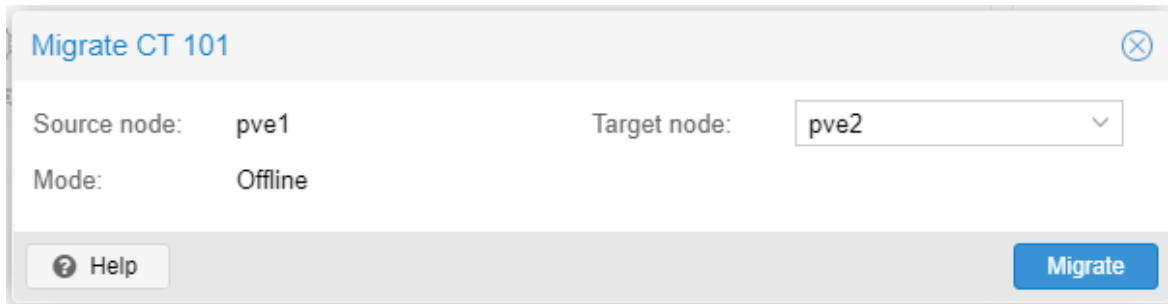 Migrate CT 101
Source node: pve1 Target node: pve2
Mode: Offline
Help Migrate